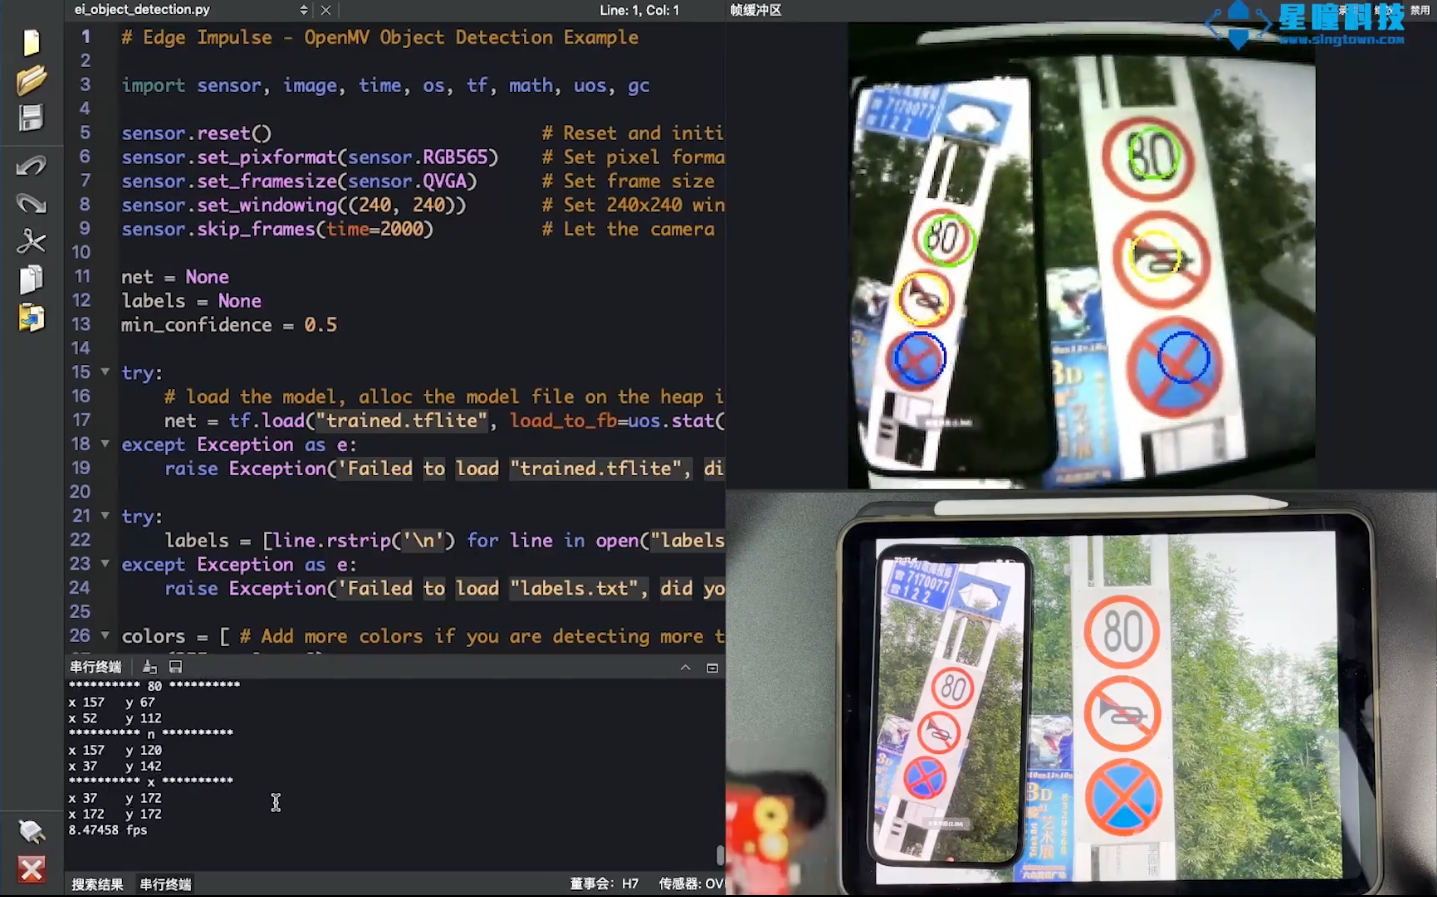 ei_object_detection.py
Line: 1, Col: 1
1 # Edge Impulse - OpenMV Object Detection Example
2
3 import sensor, image, time, os, tf, math, uos, gc
4
5 sensor.reset() # Reset and initi
6 sensor.set_pixformat(sensor.RGB565) # Set pixel forma
7 sensor.set_framesize(sensor.QVGA) # Set frame size
8 sensor.set_windowing((240, 240)) # Set 240x240 win
9 sensor.skip_frames(time=2000) # Let the camera
10
11 net = None
12 labels = None
13 min_confidence = 0.5
14
15 try:
16 # load the model, alloc the model file on the heap i
17 net = tf.load("trained.tflite", load_to_fb=uos.stat(
18 except Exception as e:
19 raise Exception('Failed to load "trained.tflite", di
20
21 try:
22 labels = [line.rstrip('\n') for line in open("labels
23 except Exception as e:
24 raise Exception('Failed to load "labels.txt", did yo
25
26 colors = [ # Add more colors if you are detecting more t
串行终端
********** 80 **********
x 157 y 67
x 52 y 112
********** n **********
x 157 y 120
x 37 y 142
********** x **********
x 37 y 172
x 172 y 172
8.47458 fps
搜索结果 串行终端
董事会: H7 传感器: OV
帧缓冲区
禁用
星瞳科技
www.singtown.com
7170077
122
80
80
3D
7170077
122
80
80
3D
艺术展